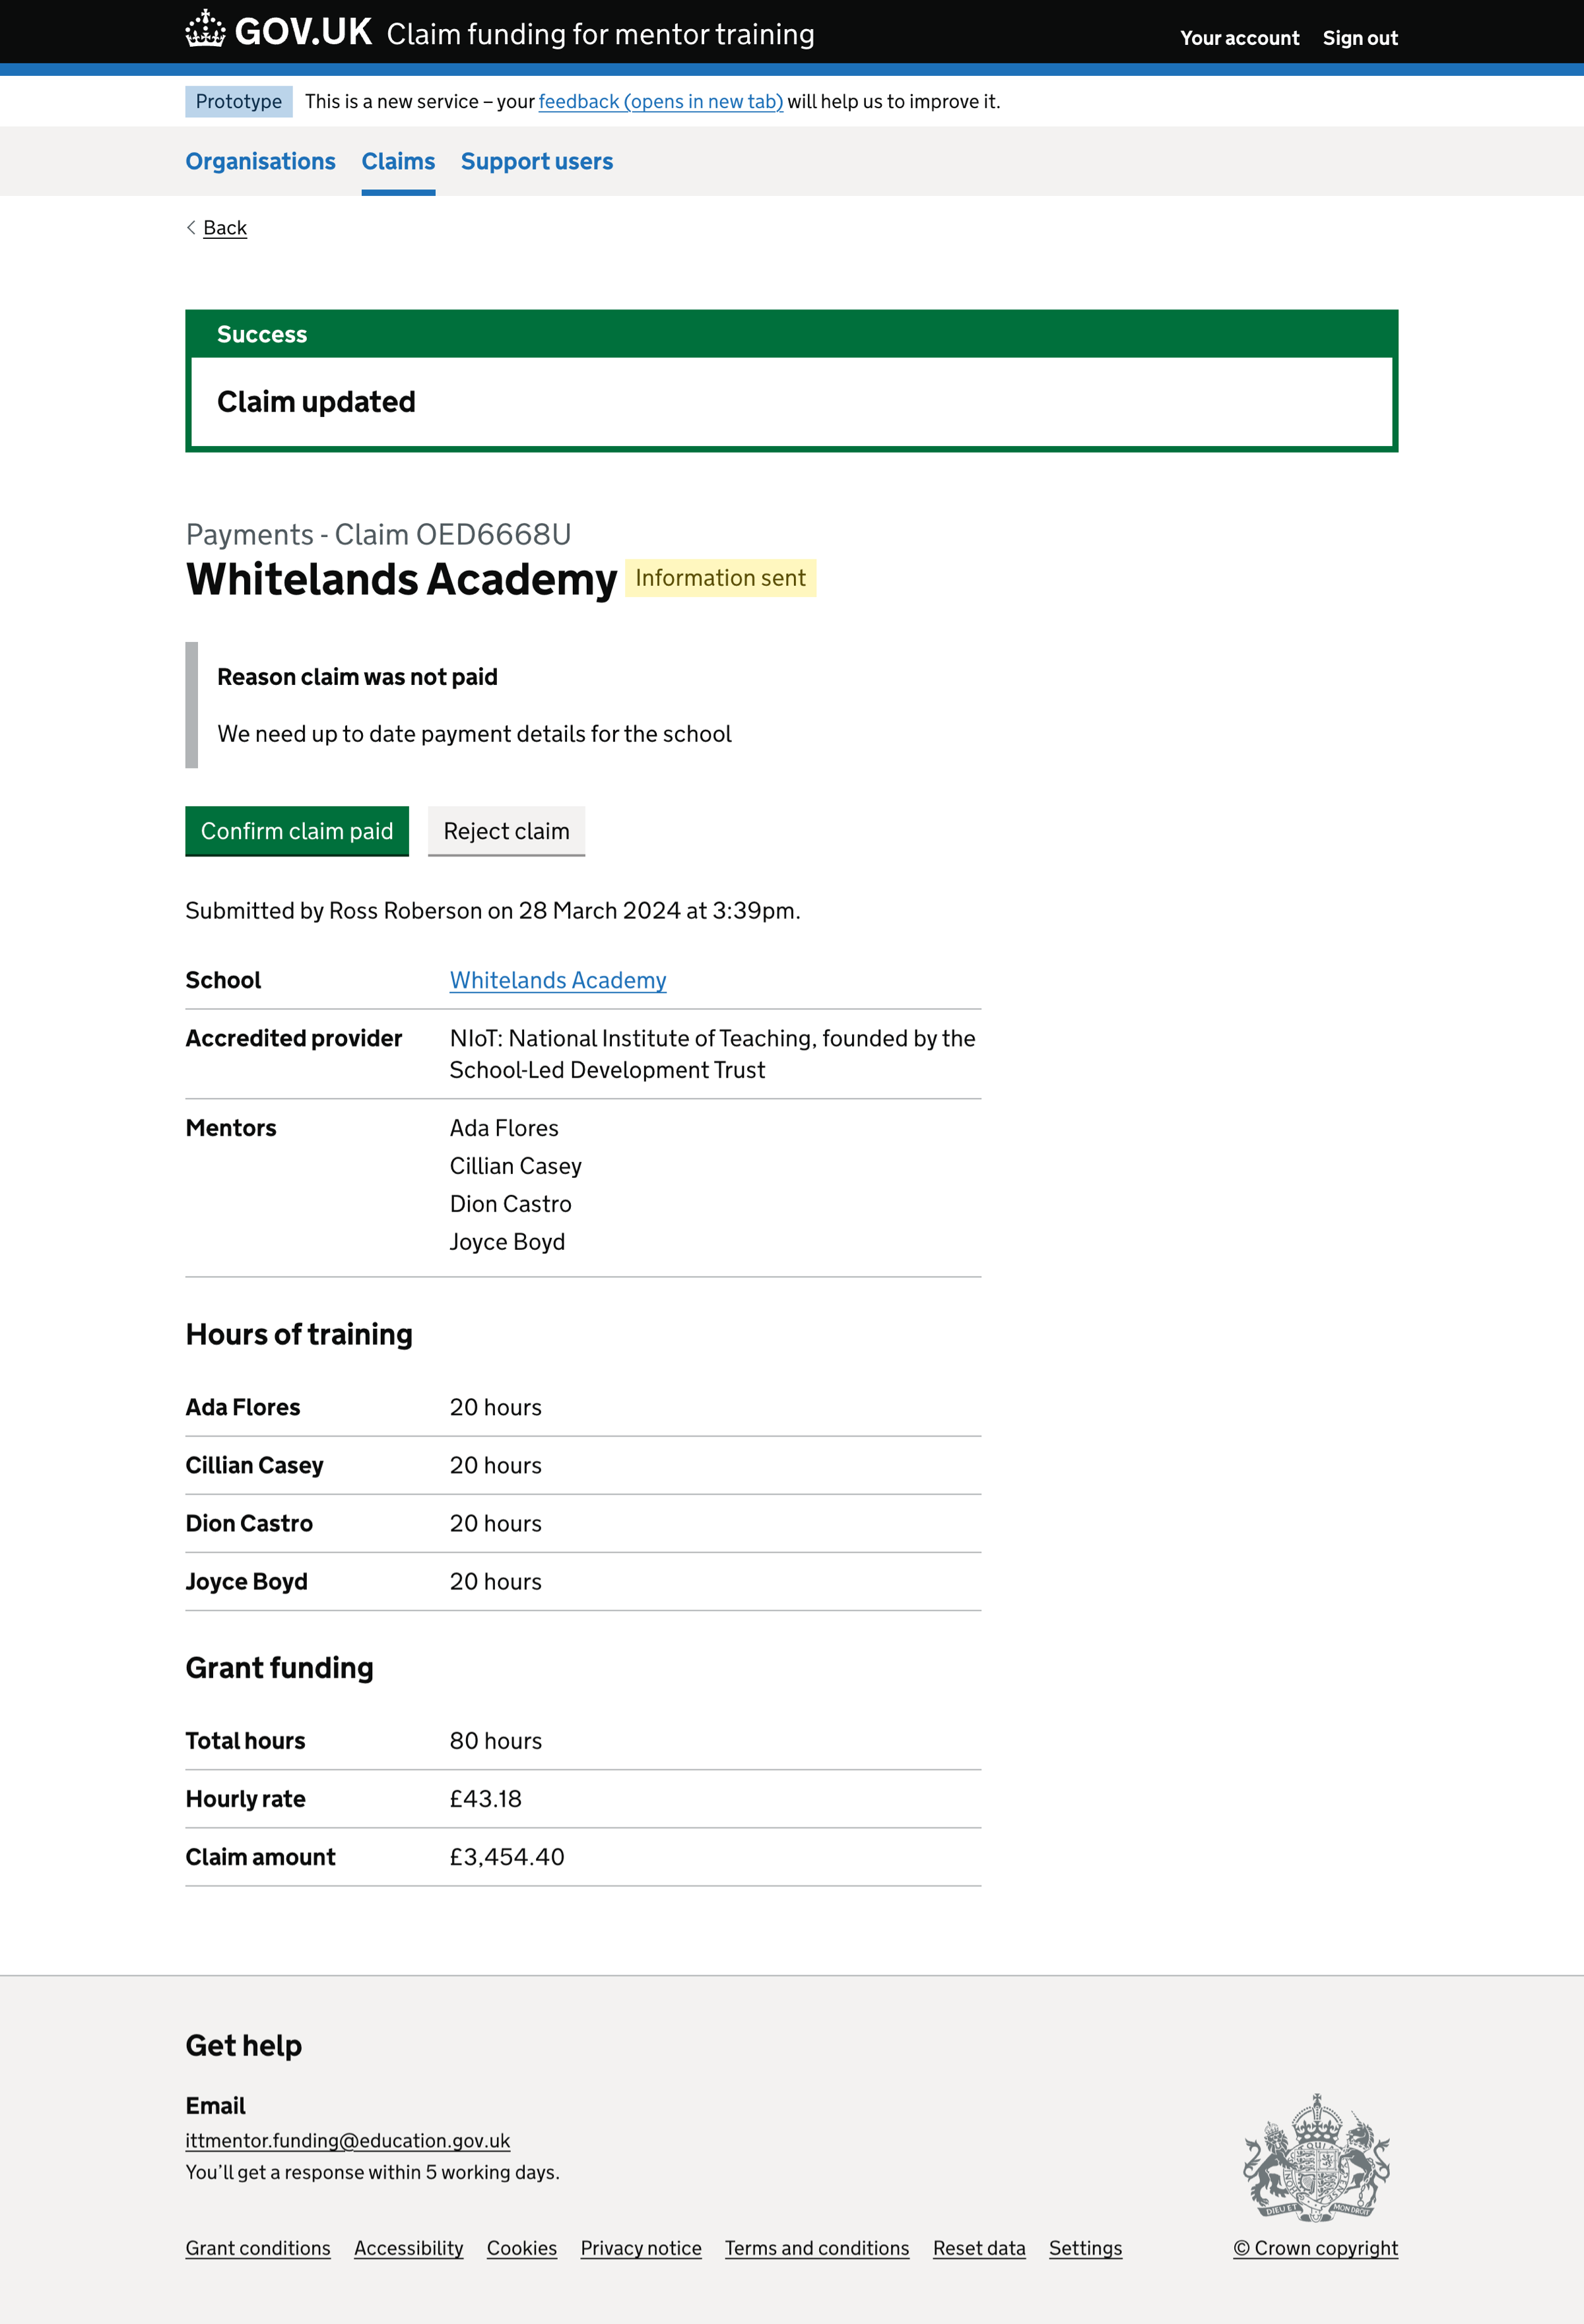 GOV.UK Claim funding for mentor training Your account Sign out
Prototype This is a new service – your feedback (opens in new tab) will help us to improve it.
Organisations Claims Support users
Back
Success
Claim updated
Payments - Claim OED6668U
Whitelands Academy Information sent
Reason claim was not paid
We need up to date payment details for the school
Confirm claim paid Reject claim
Submitted by Ross Roberson on 28 March 2024 at 3:39pm.
School Whitelands Academy
Accredited provider NIoT: National Institute of Teaching, founded by the
School-Led Development Trust
Mentors Ada Flores
Cillian Casey
Dion Castro
Joyce Boyd
Hours of training
Ada Flores 20 hours
Cillian Casey 20 hours
Dion Castro 20 hours
Joyce Boyd 20 hours
Grant funding
Total hours 80 hours
Hourly rate £43.18
Claim amount £3,454.40
Get help
Email
ittmentor.funding@education.gov.uk
You’ll get a response within 5 working days.
DIEU ET MON DROIT
Grant conditions Accessibility Cookies Privacy notice Terms and conditions Reset data Settings © Crown copyright